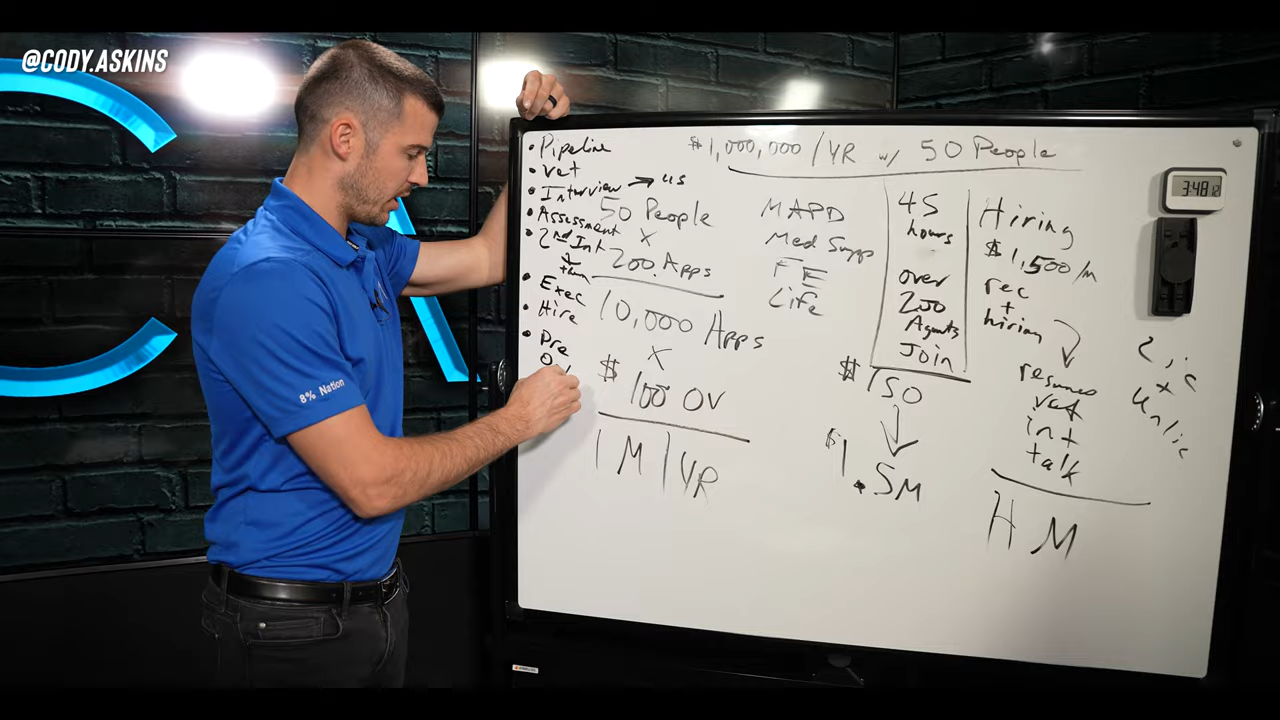 @CODY.ASKINS
$1,000,000 / YR w/ 50 People
• Pipeline
• Vet
• Interview → us
• Assessment
• 2nd Int
↓
them
• Exec
• Hire
• Pre
O
50 People
X
200 Apps
10,000 Apps
X
$100 OV
1M/YR
MAPD
Med Supp
FE
Life
45
hours
over
200
Agents
Join
$150
↓
$1.5M
Hiring
$1,500/m
rec
+
hiring
resumes
vet
int
talk
HM
Lic
+
Unlic
3:48
8% Nation